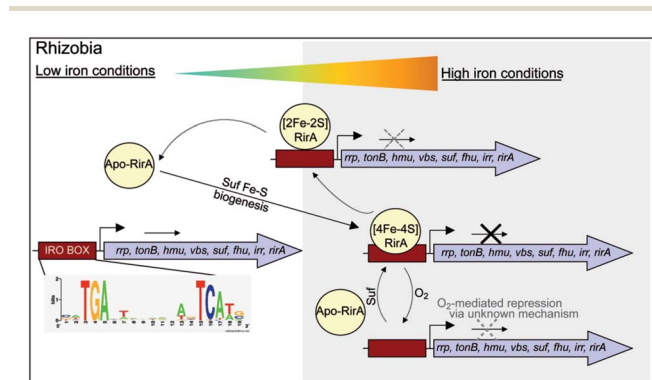 Rhizobia
Low iron conditions
High iron conditions
[2Fe-2S]
RirA
rrp, tonB, hmu, vbs, suf, fhu, irr, rirA
Apo-RirA
Suf Fe-S
biogenesis
[4Fe-4S]
RirA
IRO BOX
rrp, tonB, hmu, vbs, suf, fhu, irr, rirA
rrp, tonB, hmu, vbs, suf, fhu, irr, rirA
bits
TGA
TCAT
Apo-RirA
Suf
O2
O2-mediated repression
via unknown mechanism
rrp, tonB, hmu, vbs, suf, fhu, irr, rirA